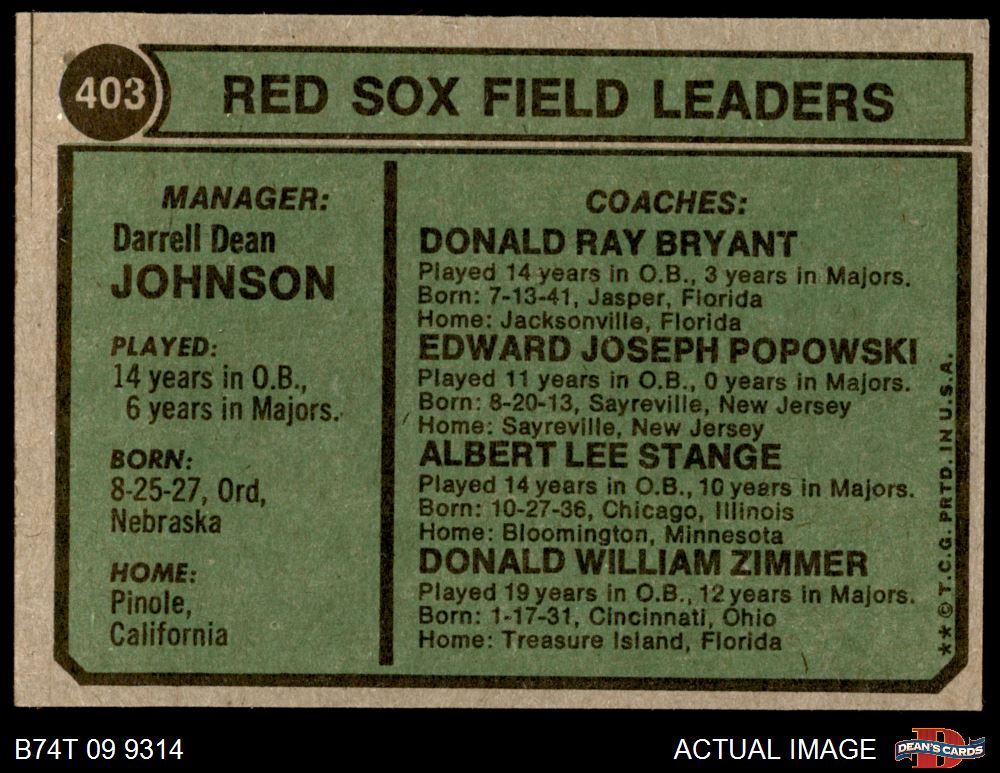 403
RED SOX FIELD LEADERS
MANAGER:
Darrell Dean
JOHNSON
PLAYED:
14 years in O.B.,
6 years in Majors.
BORN:
8-25-27, Ord,
Nebraska
HOME:
Pinole,
California
COACHES:
DONALD RAY BRYANT
Played 14 years in O.B., 3 years in Majors.
Born: 7-13-41, Jasper, Florida
Home: Jacksonville, Florida
EDWARD JOSEPH POPOWSKI
Played 11 years in O.B., 0 years in Majors.
Born: 8-20-13, Sayreville, New Jersey
Home: Sayreville, New Jersey
ALBERT LEE STANGE
Played 14 years in O.B., 10 years in Majors.
Born: 10-27-36, Chicago, Illinois
Home: Bloomington, Minnesota
DONALD WILLIAM ZIMMER
Played 19 years in O.B., 12 years in Majors.
Born: 1-17-31, Cincinnati, Ohio
Home: Treasure Island, Florida
** © T.C.G. PRTD. IN U.S.A.
B74T 09 9314
ACTUAL IMAGE
D
DEAN'S CARDS